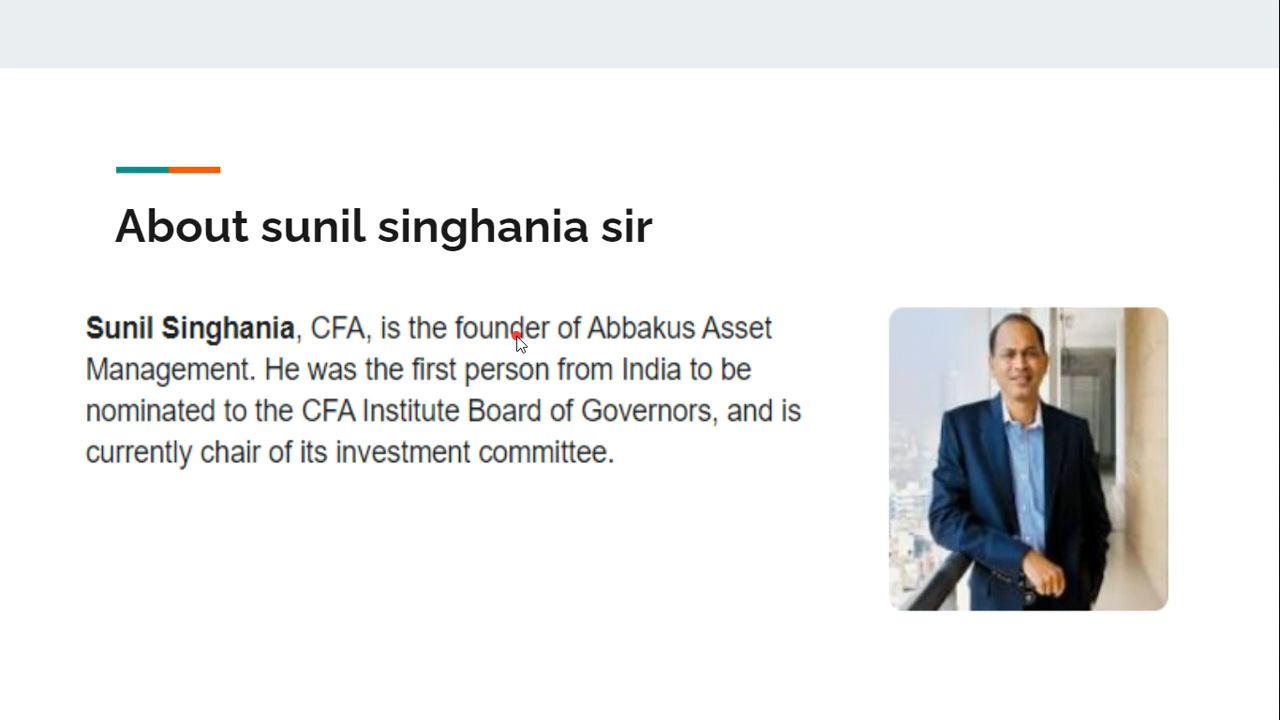 About sunil singhania sir
Sunil Singhania, CFA, is the founder of Abbakus Asset
Management. He was the first person from India to be
nominated to the CFA Institute Board of Governors, and is
currently chair of its investment committee.